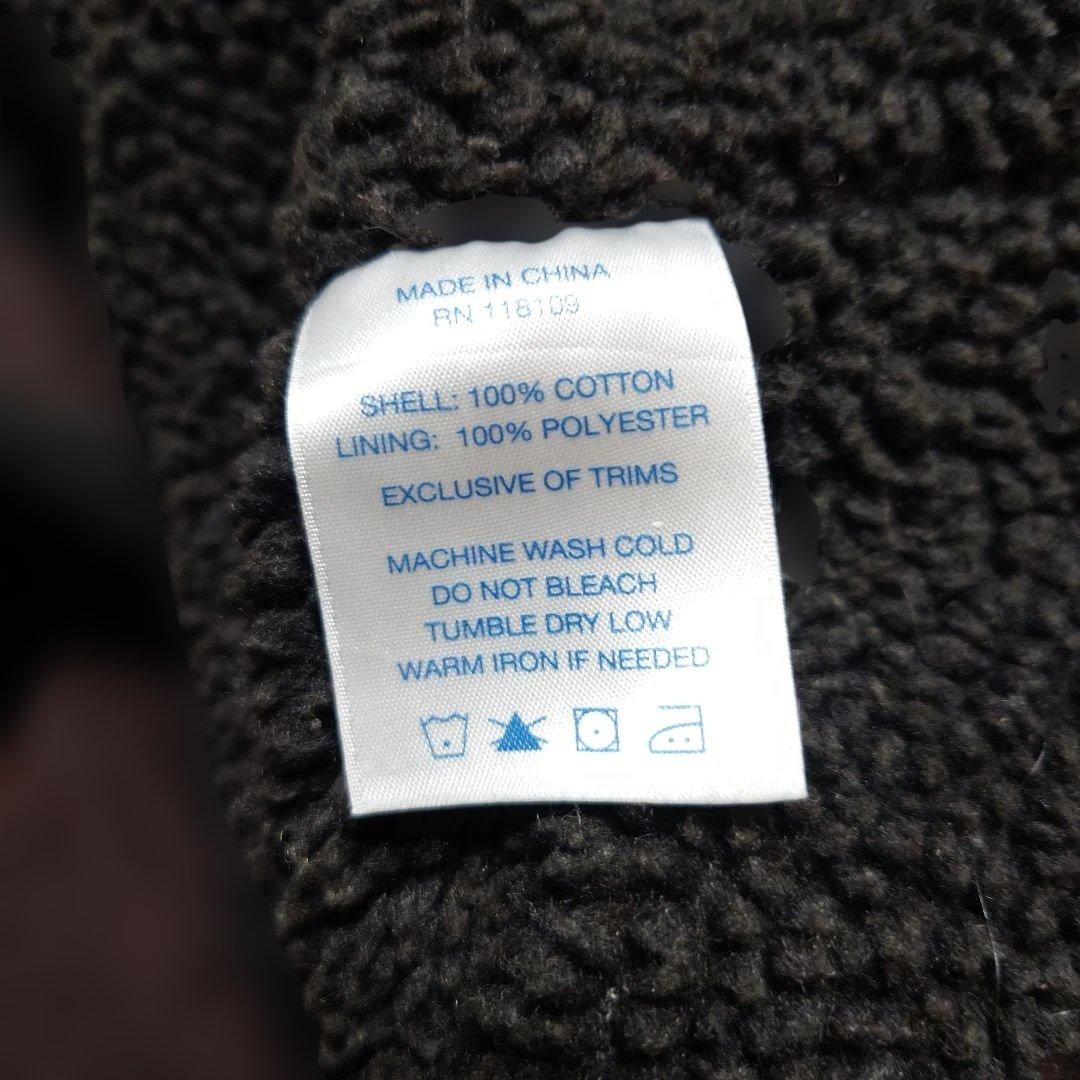 MADE IN CHINA
RN 118109
SHELL: 100% COTTON
LINING: 100% POLYESTER
EXCLUSIVE OF TRIMS
MACHINE WASH COLD
DO NOT BLEACH
TUMBLE DRY LOW
WARM IRON IF NEEDED